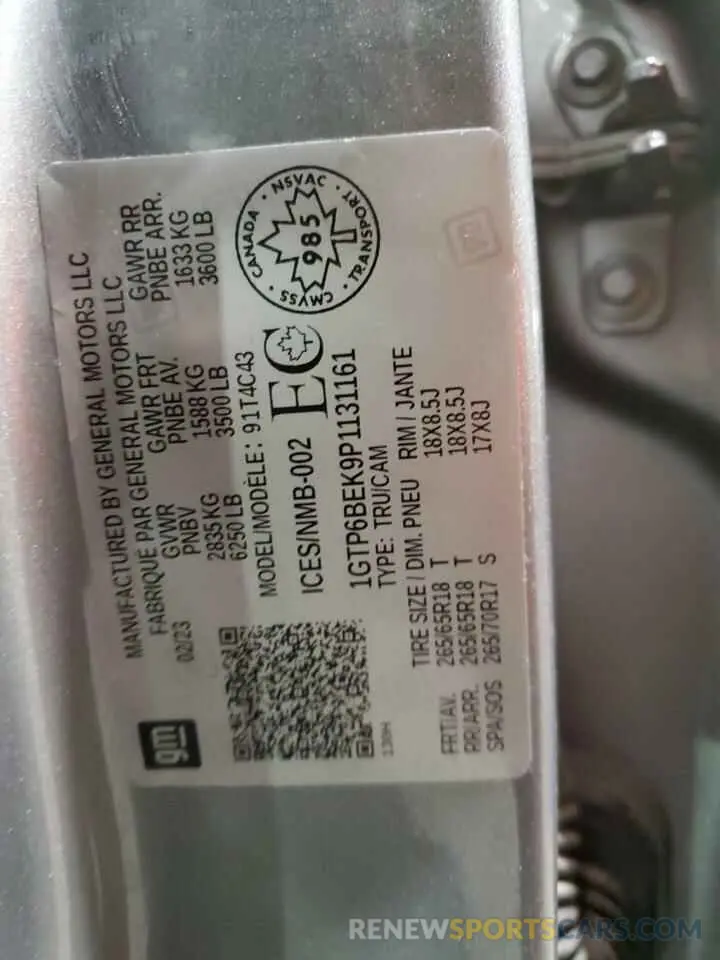 gm
MANUFACTURED BY GENERAL MOTORS LLC
FABRIQUÉ PAR GENERAL MOTORS LLC
02/23 GVWR GAWR FRT GAWR RR
PNBV PNBE AV. PNBE ARR.
2835 KG 1588 KG 1633 KG
6250 LB 3500 LB 3600 LB
MODEL/MODÈLE: 91T4C43
ICES/NMB-002 EC
CANADA · NSVAC · TRANSPORT · CMVSS ·
985
1GTP6BEK9P1131161
TYPE: TRU/CAM
TIRE SIZE / DIM. PNEU RIM / JANTE
FRT/AV. 265/65R18 T 18X8.5J
RR/ARR. 265/65R18 T 18X8.5J
SPA/SOS 265/70R17 S 17X8J
RENEWSPORTSCARS.COM